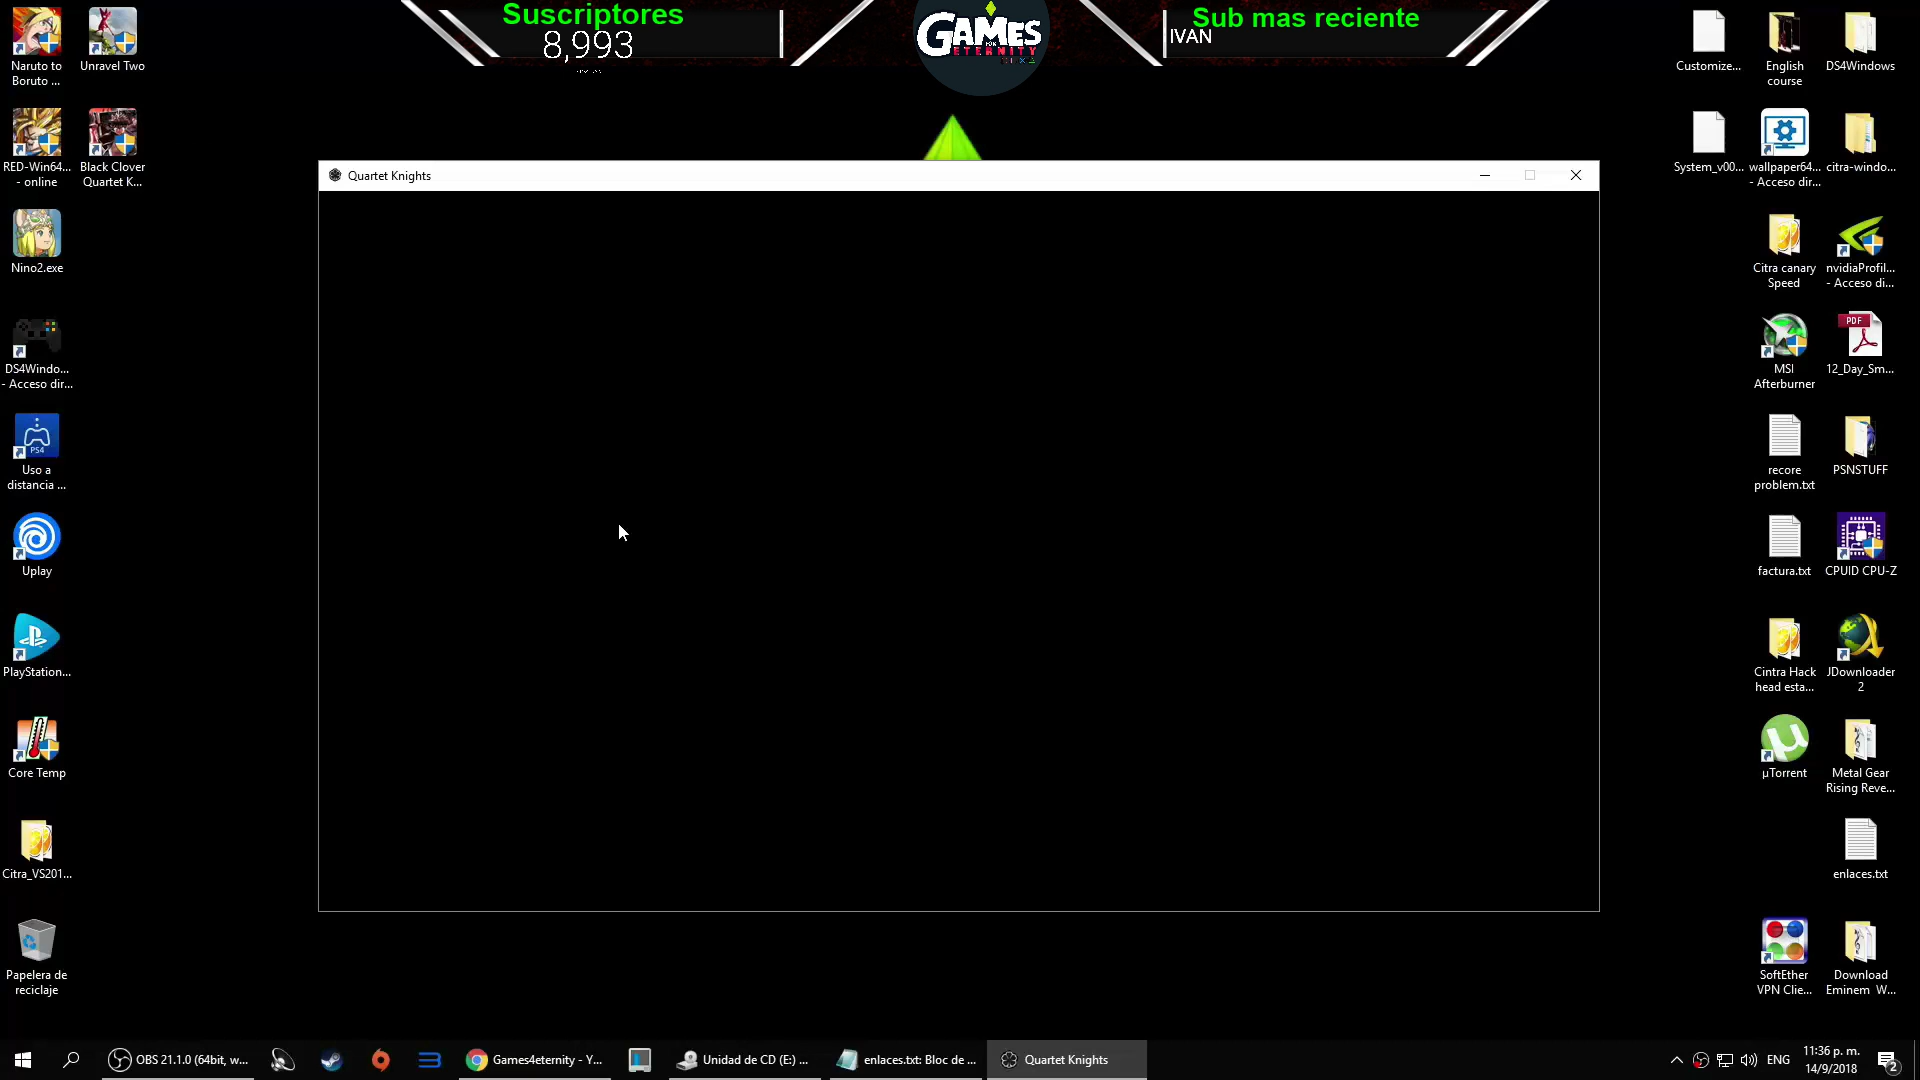 Suscriptores
8,993
GAMES
FOR
ETERNITY
Sub mas reciente
IVAN
Naruto to
Boruto ...
Unravel Two
RED-Win64...
- online
Black Clover
Quartet K...
Nino2.exe
DS4Windo...
- Acceso dir...
PS4
Uso a
distancia ...
Uplay
PlayStation...
Core Temp
Citra_VS201...
Papelera de
reciclaje
Quartet Knights
Customize...
English
course
DS4Windows
System_v00...
wallpaper64...
- Acceso dir...
citra-windo...
Citra canary
Speed
nvidiaProfil...
- Acceso di...
MSI
Afterburner
PDF
12_Day_Sm...
recore
problem.txt
PSNSTUFF
factura.txt
CPUID CPU-Z
Cintra Hack
head esta...
JDownloader
2
µTorrent
Metal Gear
Rising Reve...
enlaces.txt
SoftEther
VPN Clie...
Download
Eminem W...
OBS 21.1.0 (64bit, w...
Games4eternity - Y...
Unidad de CD (E:) ...
enlaces.txt: Bloc de ...
Quartet Knights
ENG
11:36 p. m.
14/9/2018
2